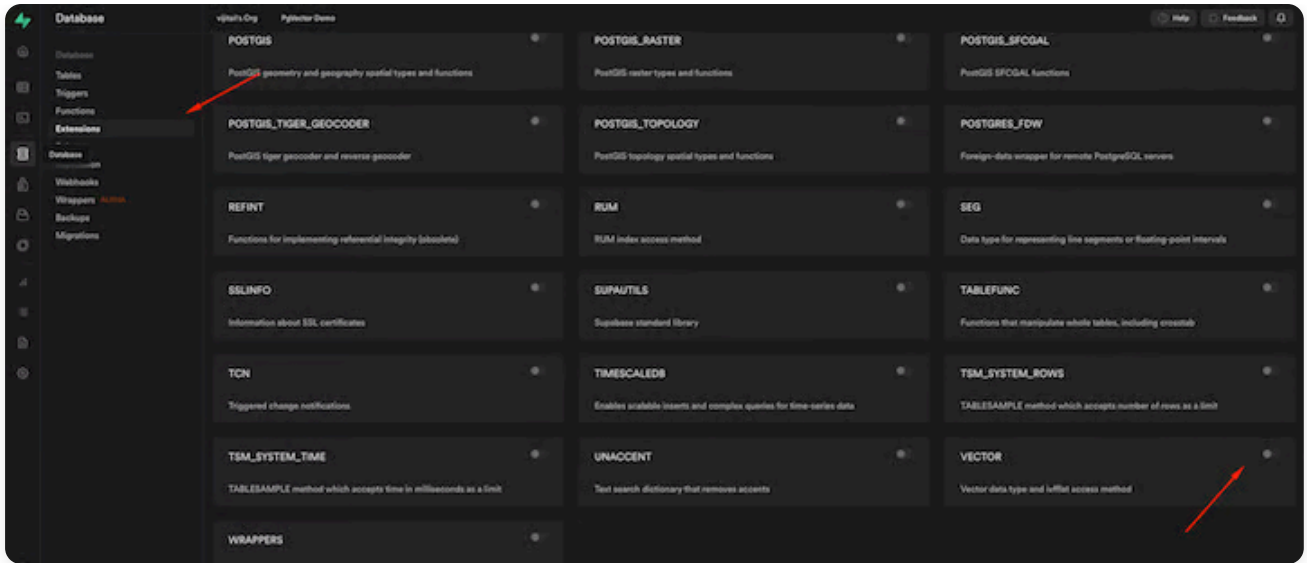 Database
vijitail's Org
PgVector Demo
Help
Feedback
Database
Tables
Triggers
Functions
Extensions
Database
Webhooks
Wrappers ALPHA
Backups
Migrations
POSTGIS
PostGIS geometry and geography spatial types and functions
POSTGIS_RASTER
PostGIS raster types and functions
POSTGIS_SFCGAL
PostGIS SFCGAL functions
POSTGIS_TIGER_GEOCODER
PostGIS tiger geocoder and reverse geocoder
POSTGIS_TOPOLOGY
PostGIS topology spatial types and functions
POSTGRES_FDW
Foreign-data wrapper for remote PostgreSQL servers
REFINT
Functions for implementing referential integrity (obsolete)
RUM
RUM index access method
SEG
Data type for representing line segments or floating-point intervals
SSLINFO
Information about SSL certificates
SUPAUTILS
Supabase standard library
TABLEFUNC
Functions that manipulate whole tables, including crosstab
TCN
Triggered change notifications
TIMESCALEDB
Enables scalable inserts and complex queries for time-series data
TSM_SYSTEM_ROWS
TABLESAMPLE method which accepts number of rows as a limit
TSM_SYSTEM_TIME
TABLESAMPLE method which accepts time in milliseconds as a limit
UNACCENT
Text search dictionary that removes accents
VECTOR
Vector data type and ivfflat access method
WRAPPERS